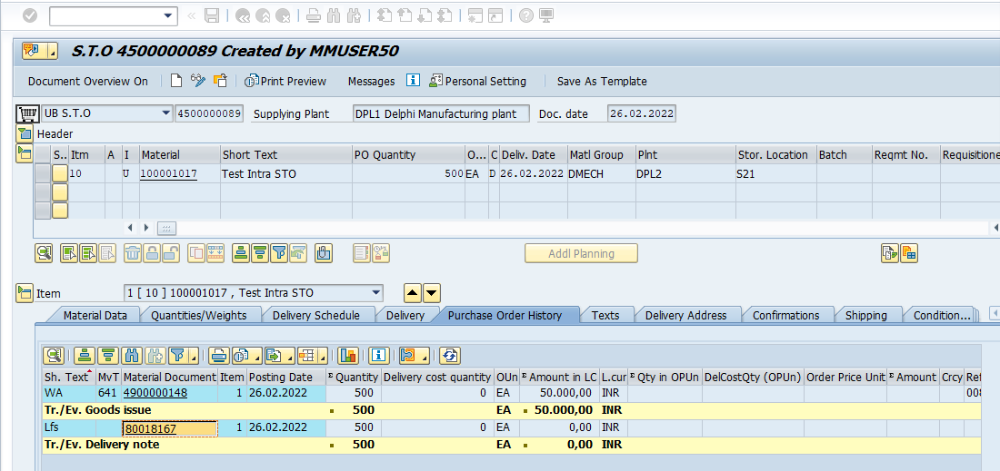 S.T.O 4500000089 Created by MMUSER50
Document Overview On Print Preview Messages Personal Setting Save As Template
UB S.T.O 4500000089 Supplying Plant DPL1 Delphi Manufacturing plant Doc. date 26.02.2022
Header
S.. Itm A I Material Short Text PO Quantity O... C Deliv. Date Matl Group Plnt Stor. Location Batch Reqmt No. Requisitione
10 U 100001017 Test Intra STO 500 EA D 26.02.2022 DMECH DPL2 S21
Addl Planning
Item 1 [ 10 ] 100001017 , Test Intra STO
Material Data Quantities/Weights Delivery Schedule Delivery Purchase Order History Texts Delivery Address Confirmations Shipping Condition...
Sh. Text MvT Material Document Item Posting Date Quantity Delivery cost quantity OUn Amount in LC L.cur Qty in OPUn DelCostQty (OPUn) Order Price Unit Amount Crcy Ref
WA 641 4900000148 1 26.02.2022 500 0 EA 50.000,00 INR 008
Tr./Ev. Goods issue 500 EA 50.000,00 INR
Lfs 80018167 1 26.02.2022 500 0 EA 0,00 INR
Tr./Ev. Delivery note 500 EA 0,00 INR